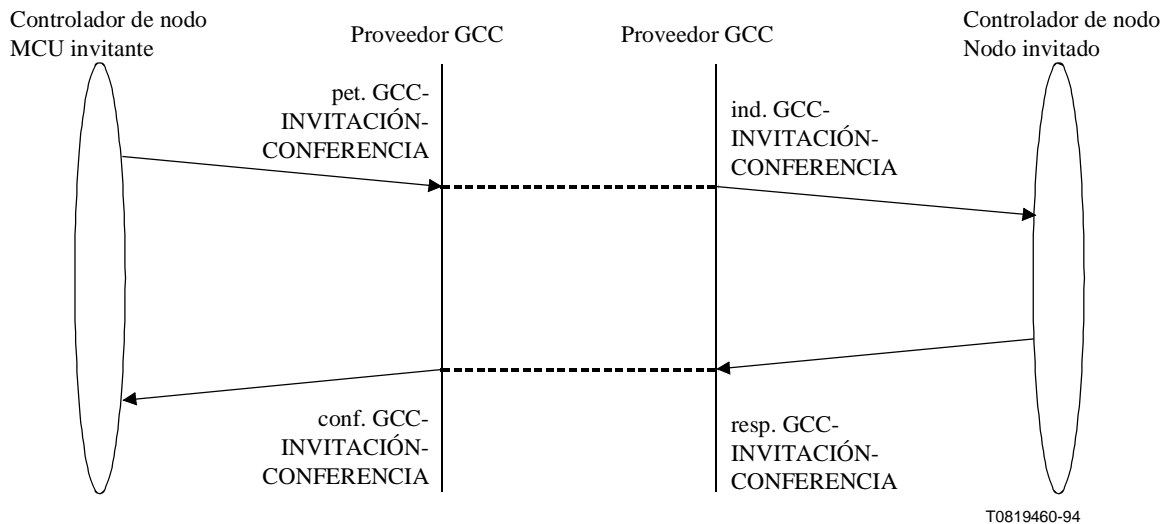 Controlador de nodo
MCU invitante
Proveedor GCC
Proveedor GCC
Controlador de nodo
Nodo invitado
pet. GCC-
INVITACIÓN-
CONFERENCIA
ind. GCC-
INVITACIÓN-
CONFERENCIA
conf. GCC-
INVITACIÓN-
CONFERENCIA
resp. GCC-
INVITACIÓN-
CONFERENCIA
T0819460-94